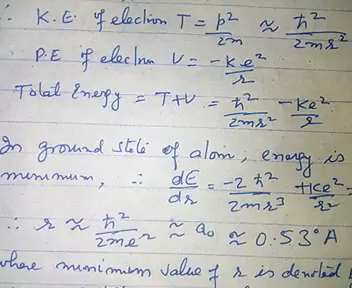 ∴ K.E. of electron T = p²/2m ≈ ħ²/2mr²
P.E of electron V = -Ke²/r
Total Energy = T+V = ħ²/2mr² - Ke²/r
In ground state of atom, energy is
minimum, ∴ dE/dr = -2ħ²/2mr³ + Ke²/r² =
∴ r ≈ ħ²/2me² ≈ a₀ ≈ 0.53°A
where minimum value of r is denoted